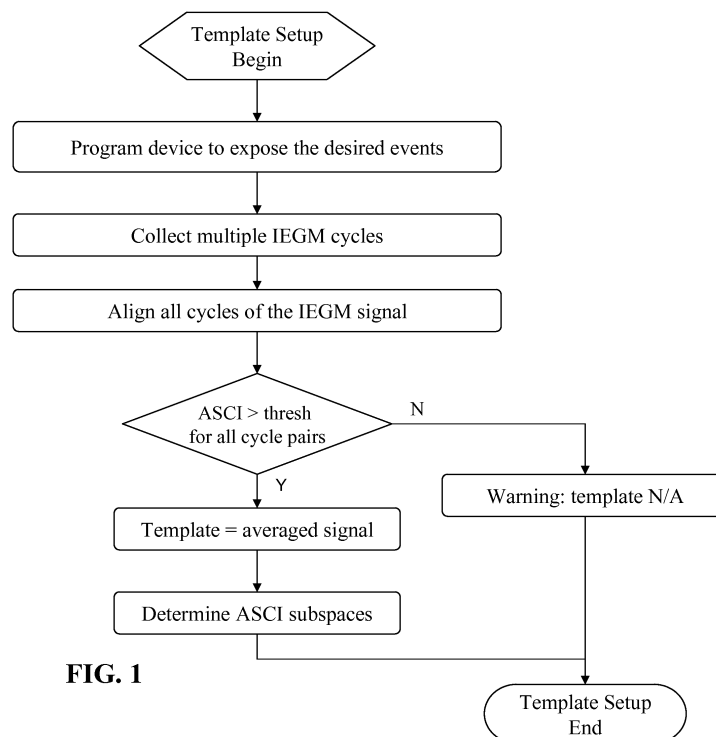 Template Setup
Begin
Program device to expose the desired events
Collect multiple IEGM cycles
Align all cycles of the IEGM signal
ASCI > thresh
for all cycle pairs
N
Y
Warning: template N/A
Template = averaged signal
Determine ASCI subspaces
FIG. 1
Template Setup
End